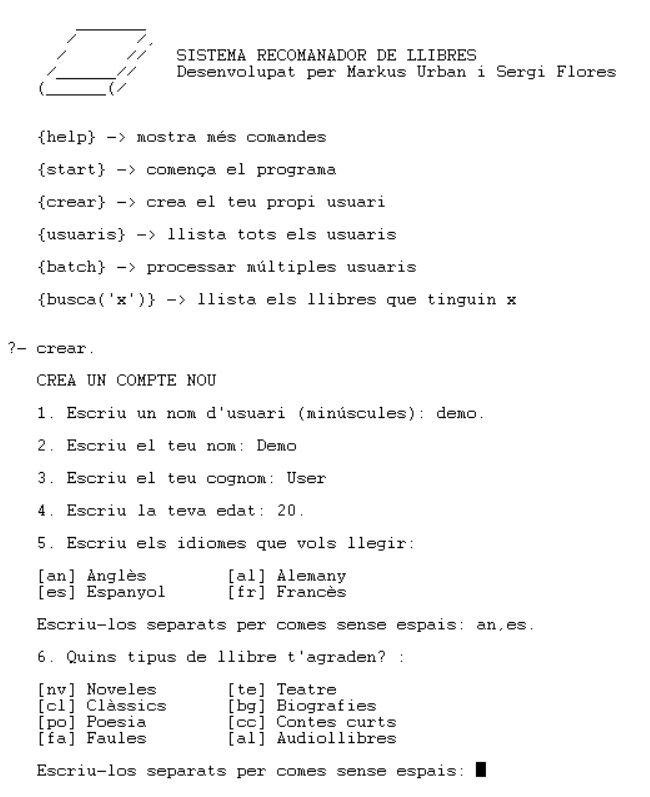 SISTEMA RECOMANADOR DE LLIBRES
Desenvolupat per Markus Urban i Sergi Flores
{help} -> mostra més comandes
{start} -> comença el programa
{crear} -> crea el teu propi usuari
{usuaris} -> llista tots els usuaris
{batch} -> processar múltiples usuaris
{busca('x')} -> llista els llibres que tinguin x
?- crear.
CREA UN COMPTE NOU
1. Escriu un nom d'usuari (minúscules): demo.
2. Escriu el teu nom: Demo
3. Escriu el teu cognom: User
4. Escriu la teva edat: 20.
5. Escriu els idiomes que vols llegir:
[an] Anglès [al] Alemany
[es] Espanyol [fr] Francès
Escriu-los separats per comes sense espais: an,es.
6. Quins tipus de llibre t'agraden? :
[nv] Noveles [te] Teatre
[cl] Clàssics [bg] Biografies
[po] Poesia [cc] Contes curts
[fa] Faules [al] Audiollibres
Escriu-los separats per comes sense espais: